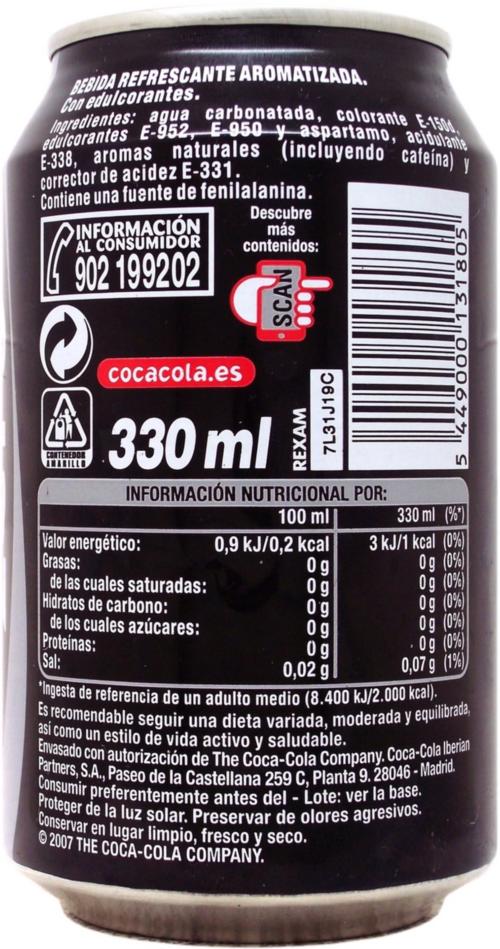 BEBIDA REFRESCANTE AROMATIZADA.
Con edulcorantes.
Ingredientes: agua carbonatada, colorante E-150d,
edulcorantes E-952, E-950 y aspartamo, acidulante
E-338, aromas naturales (incluyendo cafeína) y
corrector de acidez E-331.
Contiene una fuente de fenilalanina.
INFORMACIÓN
AL CONSUMIDOR
902 199202
Descubre
más
contenidos:
SCAN
cocacola.es
CONTENEDOR
AMARILLO
330 ml
REXAM
7L31J19C
5 449000 131805
INFORMACIÓN NUTRICIONAL POR:
100 ml 330 ml (%*)
Valor energético: 0,9 kJ/0,2 kcal 3 kJ/1 kcal (0%)
Grasas: 0 g 0 g (0%)
de las cuales saturadas: 0 g 0 g (0%)
Hidratos de carbono: 0 g 0 g (0%)
de los cuales azúcares: 0 g 0 g (0%)
Proteínas: 0 g 0 g (0%)
Sal: 0,02 g 0,07 g (1%)
*Ingesta de referencia de un adulto medio (8.400 kJ/2.000 kcal).
Es recomendable seguir una dieta variada, moderada y equilibrada,
así como un estilo de vida activo y saludable.
Envasado con autorización de The Coca-Cola Company. Coca-Cola Iberian
Partners, S.A., Paseo de la Castellana 259 C, Planta 9. 28046 - Madrid.
Consumir preferentemente antes del - Lote: ver la base.
Proteger de la luz solar. Preservar de olores agresivos.
Conservar en lugar limpio, fresco y seco.
© 2007 THE COCA-COLA COMPANY.